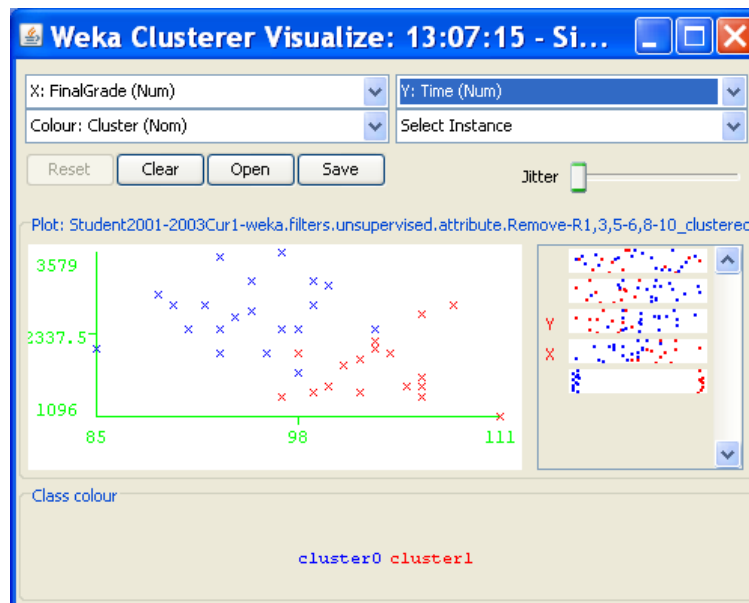 Weka Clusterer Visualize: 13:07:15 - Si...
X: FinalGrade (Num) Y: Time (Num)
Colour: Cluster (Nom) Select Instance
Reset Clear Open Save Jitter
Plot: Student2001-2003Cur1-weka.filters.unsupervised.attribute.Remove-R1,3,5-6,8-10_clustered
3579
2337.5
1096
85 98 111
Y
X
Class colour
cluster0 cluster1